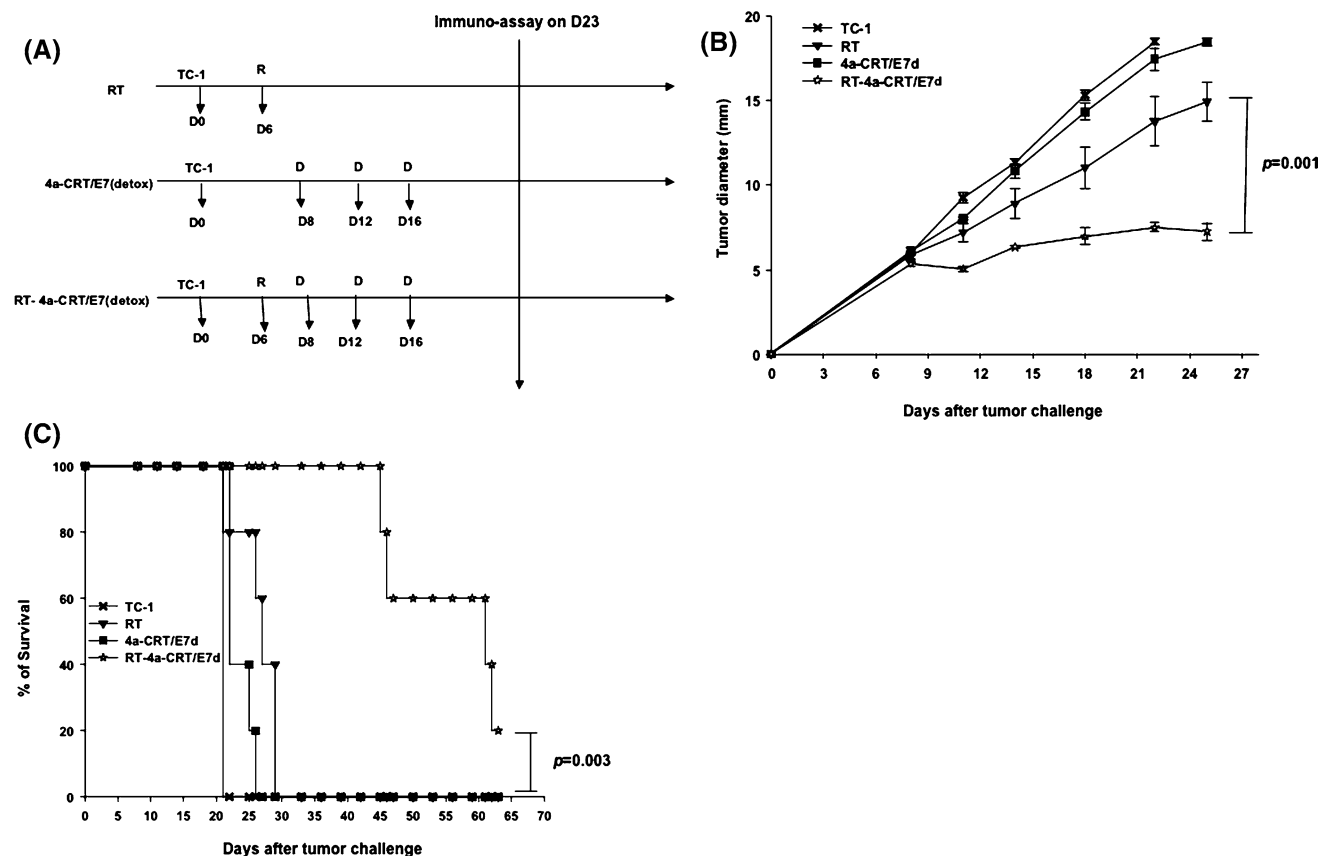 (A)
Immuno-assay on D23
RT
TC-1
R
D0
D6
4a-CRT/E7(detox)
TC-1
D
D
D
D0
D8
D12
D16
RT- 4a-CRT/E7(detox)
TC-1
R
D
D
D
D0
D6
D8
D12
D16
(B)
TC-1
RT
4a-CRT/E7d
RT-4a-CRT/E7d
Tumor diameter (mm)
20
15
10
5
0
0 3 6 9 12 15 18 21 24 27
Days after tumor challenge
p=0.001
(C)
% of Survival
100
80
60
40
20
0
TC-1
RT
4a-CRT/E7d
RT-4a-CRT/E7d
0 5 10 15 20 25 30 35 40 45 50 55 60 65 70
Days after tumor challenge
p=0.003